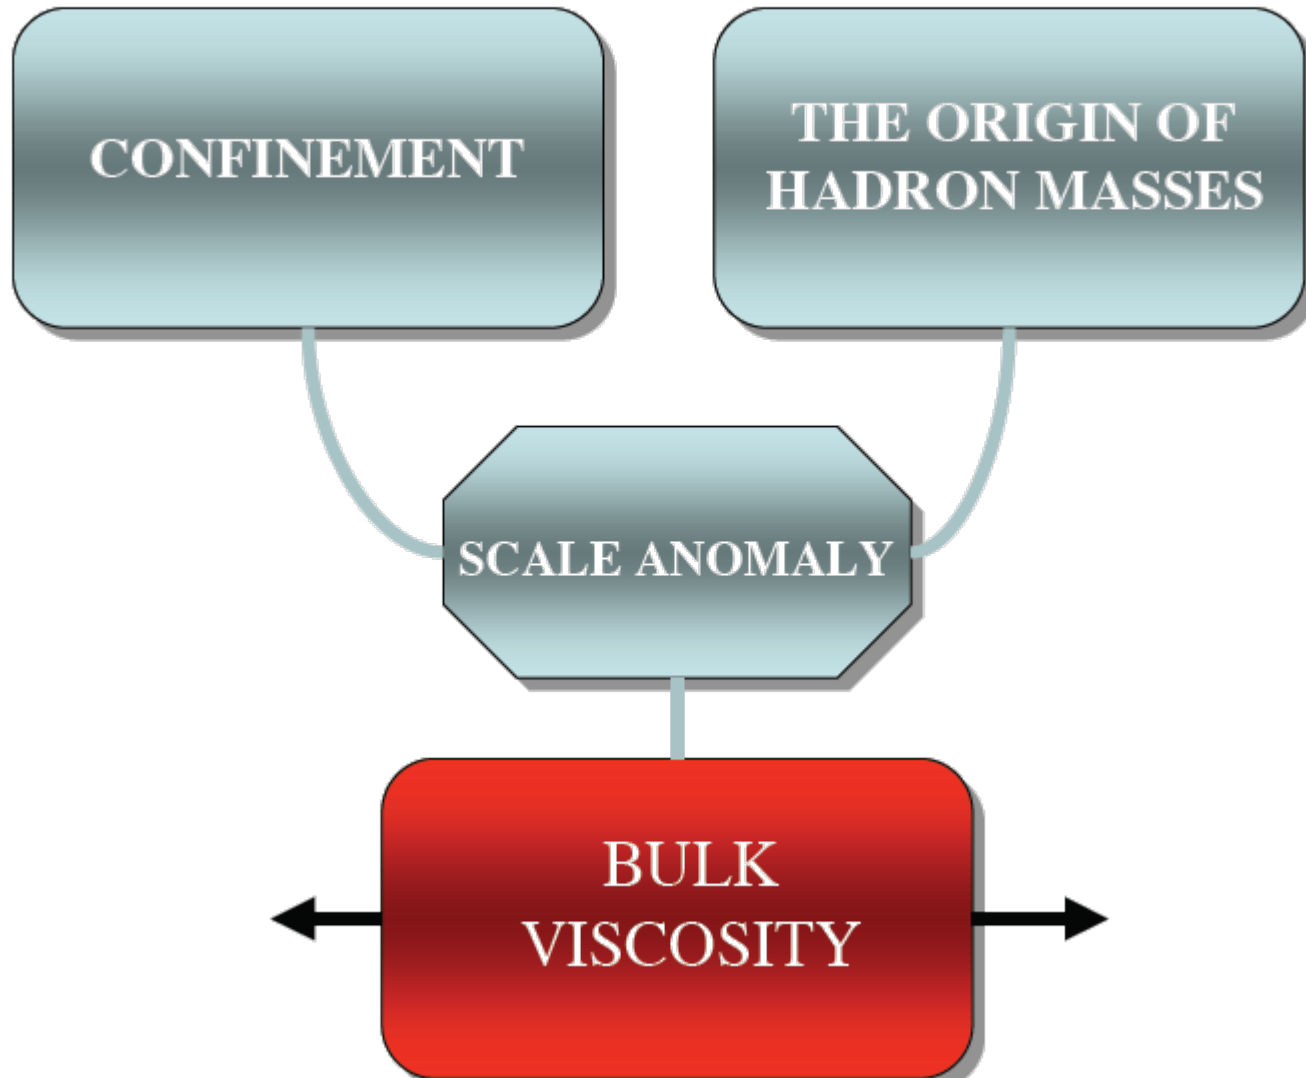 CONFINEMENT
THE ORIGIN OF
HADRON MASSES
SCALE ANOMALY
BULK
VISCOSITY